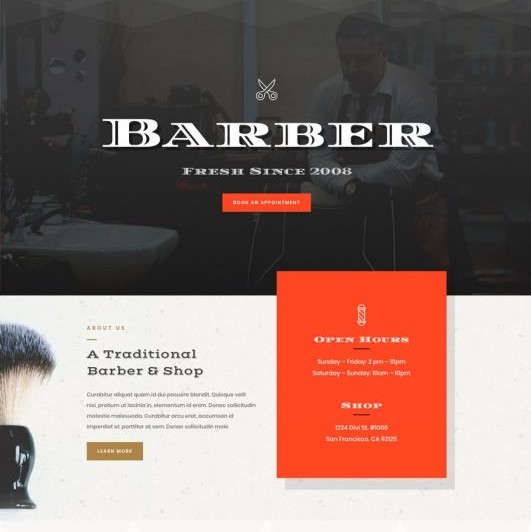 BARBER
FRESH SINCE 2008
BOOK AN APPOINTMENT
ABOUT US
A Traditional
Barber & Shop
Curabitur aliquet quam id dui posuere blandit. Quisque velit
nisi, pretium ut lacinia in, elementum id enim. Donec sollicitudin
molestie malesuada. Curabitur arcu erat, accumsan id
imperdiet et, porttitor at sem. Donec sollicitudin mole
LEARN MORE
OPEN HOURS
Sunday – Friday: 2 pm – 10pm
Saturday – Sunday: 10am – 10pm
SHOP
1234 Divi St. #1000
San Francisco, CA 92125